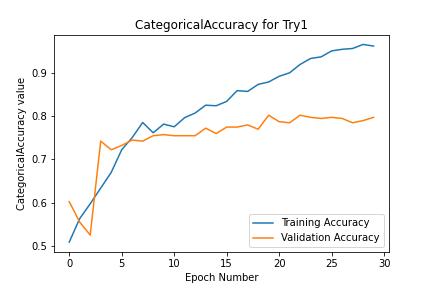 CategoricalAccuracy for Try1
CategoricalAccuracy value
0.9
0.8
0.7
0.6
0.5
Training Accuracy
Validation Accuracy
0 5 10 15 20 25 30
Epoch Number